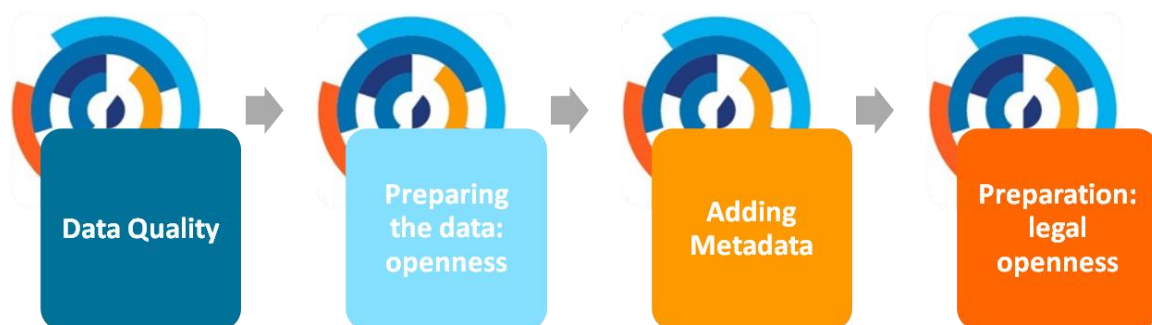 Data Quality
Preparing
the data:
openness
Adding
Metadata
Preparation:
legal
openness